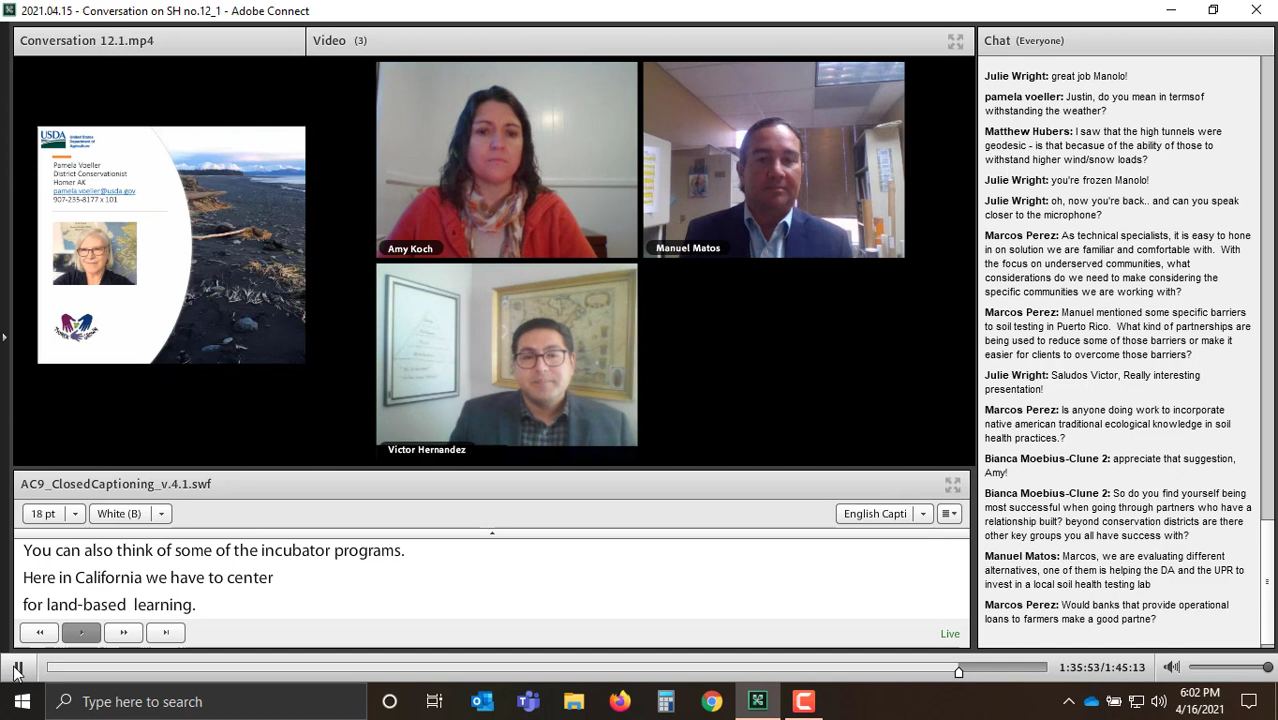 2021.04.15 - Conversation on SH no.12_1 - Adobe Connect
Conversation 12.1.mp4
Video (3)
USDA
United States
Department of
Agriculture
Pamela Voeller
District Conservationist
Homer AK
pamela.voeller@usda.gov
907-235-8177 x 101
Amy Koch
Manuel Matos
Victor Hernandez
Chat (Everyone)
Julie Wright: great job Manolo!
pamela voeller: Justin, do you mean in termsof
withstanding the weather?
Matthew Hubers: I saw that the high tunnels were
geodesic - is that becasue of the ability of those to
withstand higher wind/snow loads?
Julie Wright: you're frozen Manolo!
Julie Wright: oh, now you're back.. and can you speak
closer to the microphone?
Marcos Perez: As technical specialists, it is easy to hone
in on solution we are familiar and comfortable with. With
the focus on underserved communities, what
considerations do we need to make considering the
specific communities we are working with?
Marcos Perez: Manuel mentioned some specific barriers
to soil testing in Puerto Rico. What kind of partnerships are
being used to reduce some of those barriers or make it
easier for clients to overcome those barriers?
Julie Wright: Saludos Victor, Really interesting
presentation!
Marcos Perez: Is anyone doing work to incorporate
native american traditional ecological knowledge in soil
health practices.?
Bianca Moebius-Clune 2: appreciate that suggestion,
Amy!
Bianca Moebius-Clune 2: So do you find yourself being
most successful when going through partners who have a
relationship built? beyond conservation districts are there
other key groups you all have success with?
Manuel Matos: Marcos, we are evaluating different
alternatives, one of them is helping the DA and the UPR to
invest in a local soil health testing lab
Marcos Perez: Would banks that provide operational
loans to farmers make a good partne?
AC9_ClosedCaptioning_v.4.1.swf
18 pt
White (B)
English Capti
You can also think of some of the incubator programs.
Here in California we have to center
for land-based learning.
Live
1:35:53/1:45:13
Type here to search
6:02 PM
4/16/2021